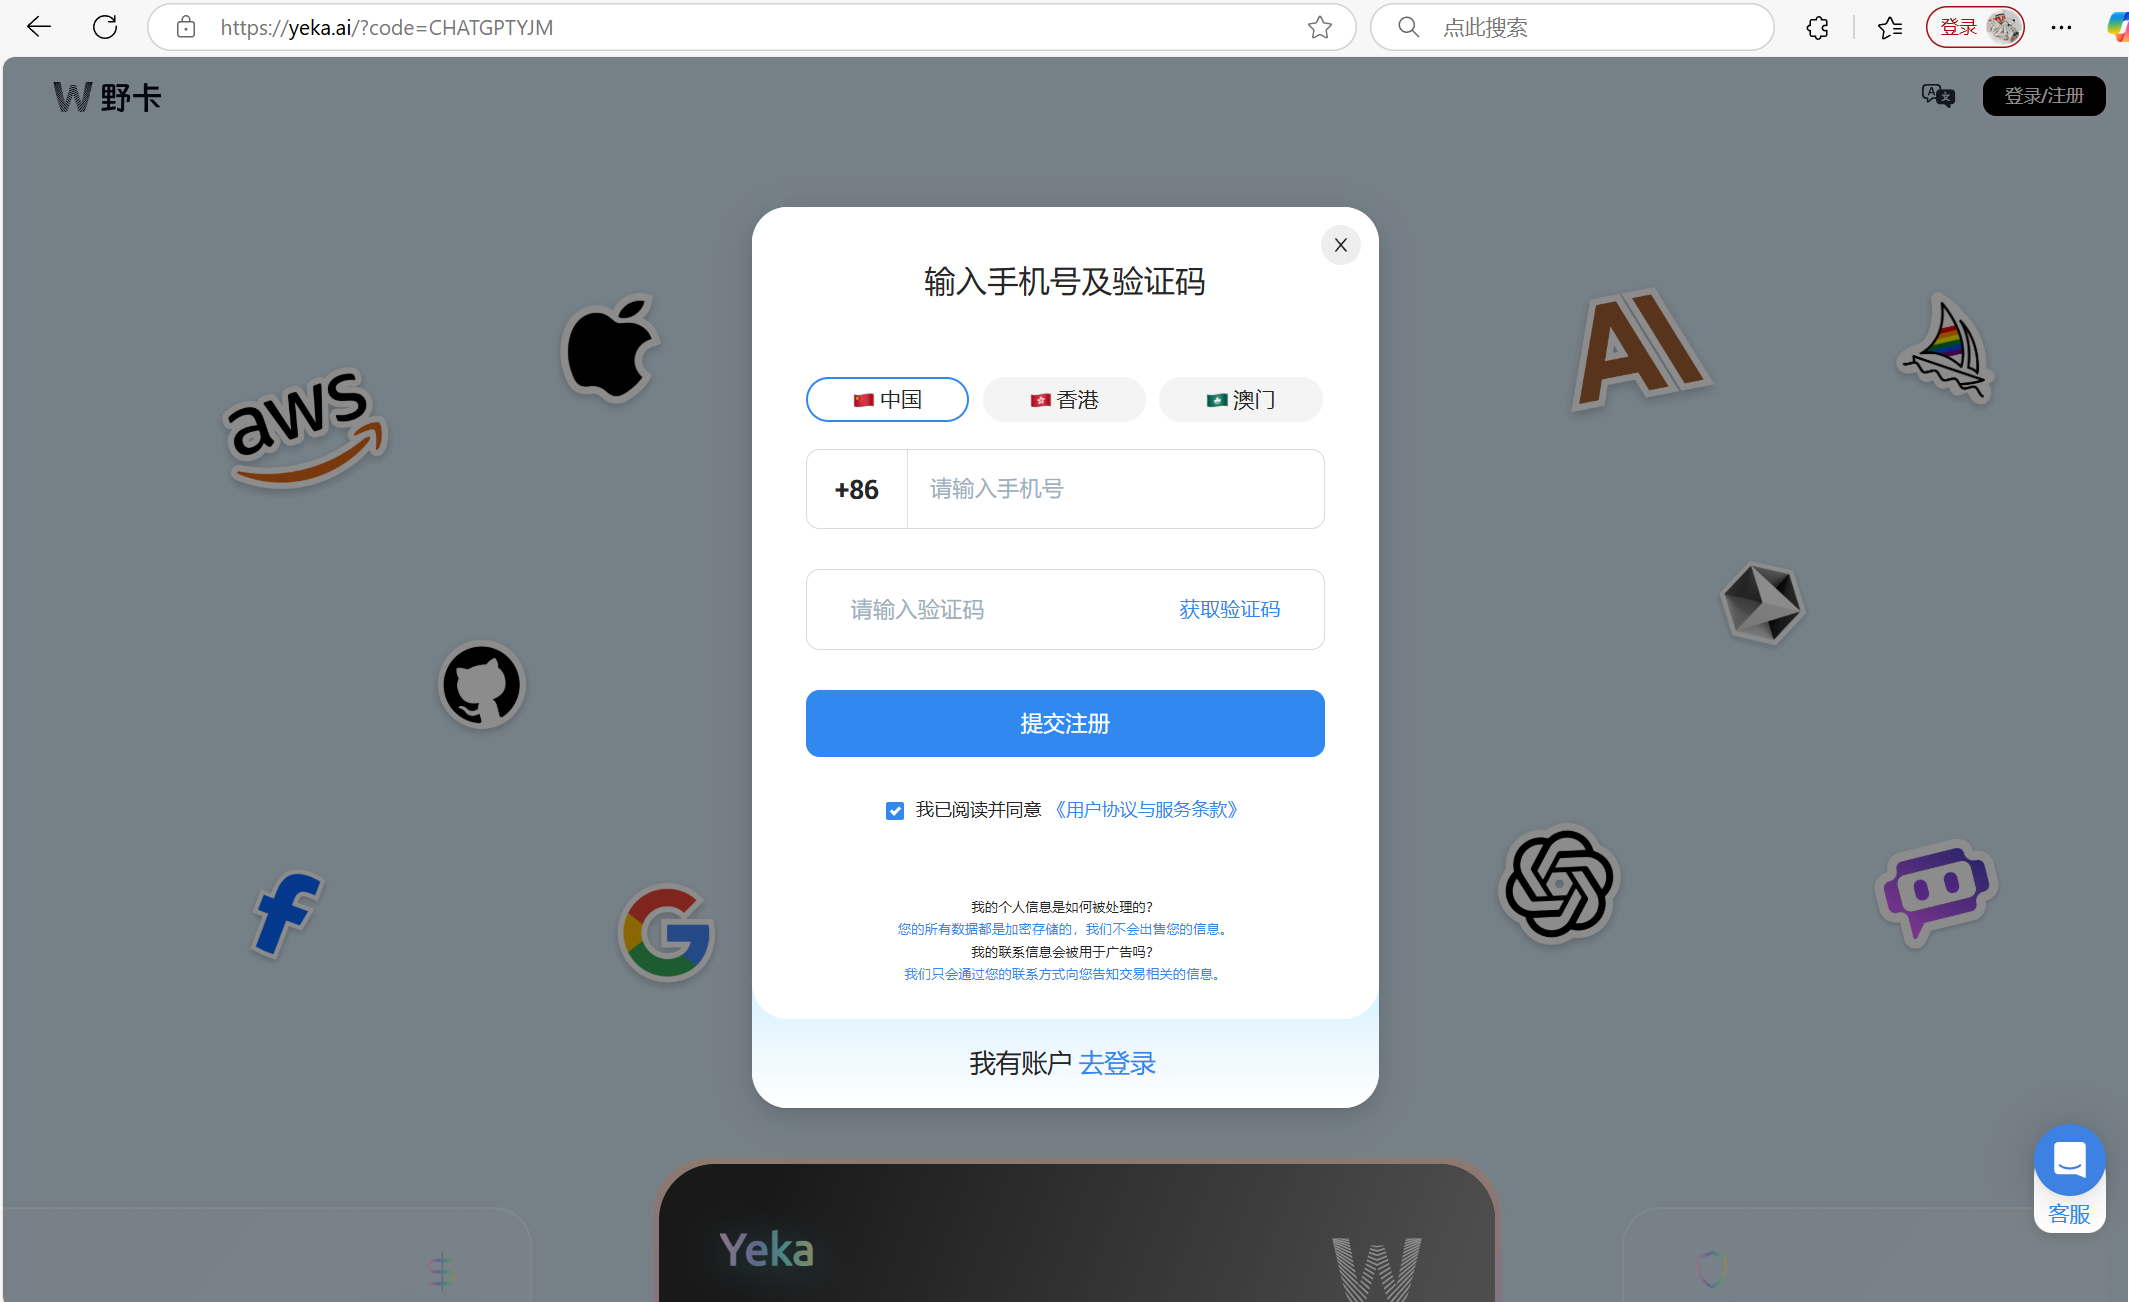 https://yeka.ai/?code=CHATGPTYJM
点此搜索
登录
W 野卡
登录/注册
输入手机号及验证码
中国
香港
澳门
+86
请输入手机号
请输入验证码
获取验证码
提交注册
我已阅读并同意《用户协议与服务条款》
我的个人信息是如何被处理的?
您的所有数据都是加密存储的，我们不会出售您的信息。
我的联系信息会被用于广告吗?
我们只会通过您的联系方式向您告知交易相关的信息。
我有账户 去登录
aws
AI
Yeka
W
客服